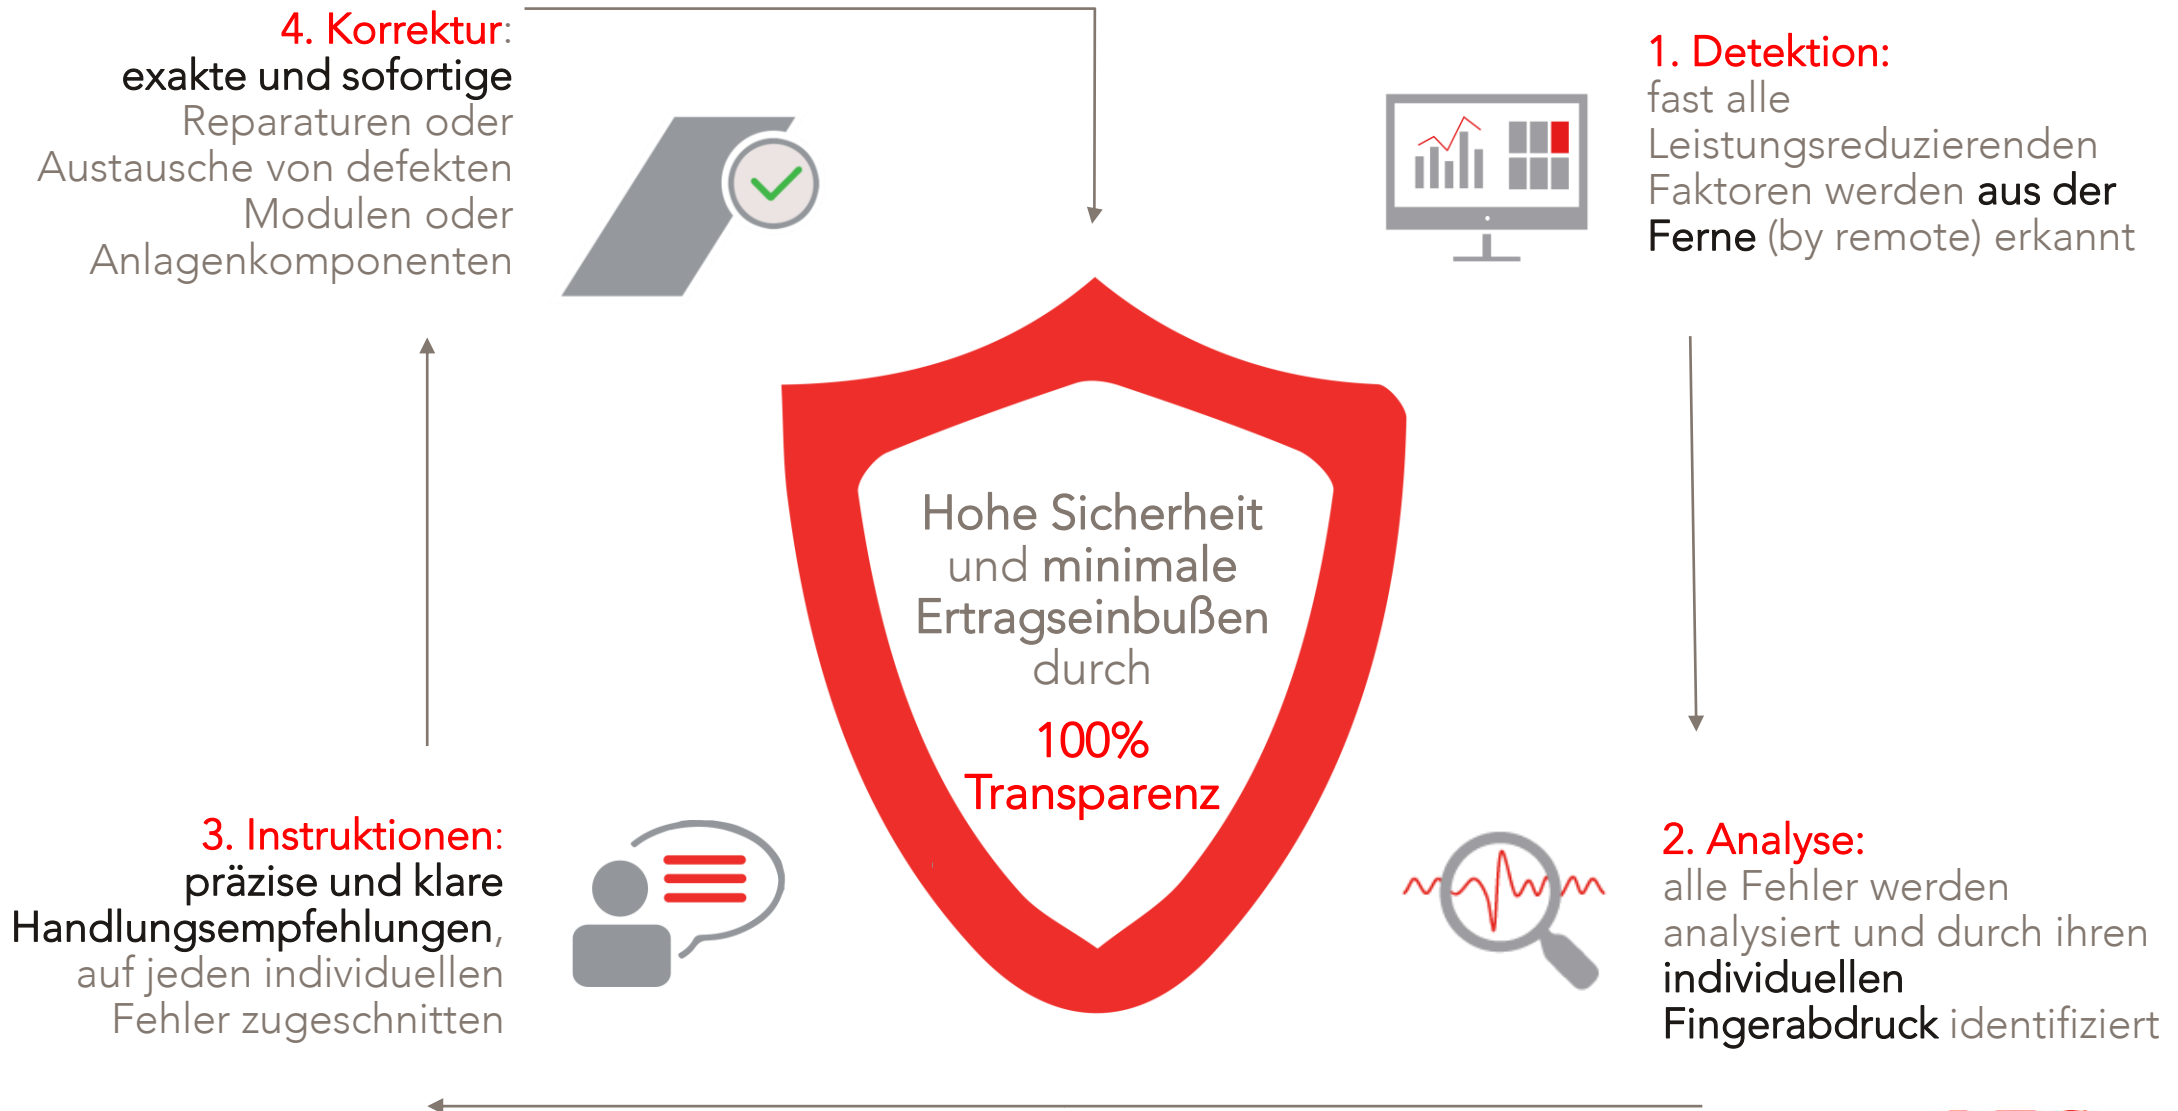 4. Korrektur:
exakte und sofortige
Reparaturen oder
Austausche von defekten
Modulen oder
Anlagenkomponenten
1. Detektion:
fast alle
Leistungsreduzierenden
Faktoren werden aus der
Ferne (by remote) erkannt
Hohe Sicherheit
und minimale
Ertragseinbußen
durch
100%
Transparenz
3. Instruktionen:
präzise und klare
Handlungsempfehlungen,
auf jeden individuellen
Fehler zugeschnitten
2. Analyse:
alle Fehler werden
analysiert und durch ihren
individuellen
Fingerabdruck identifiziert